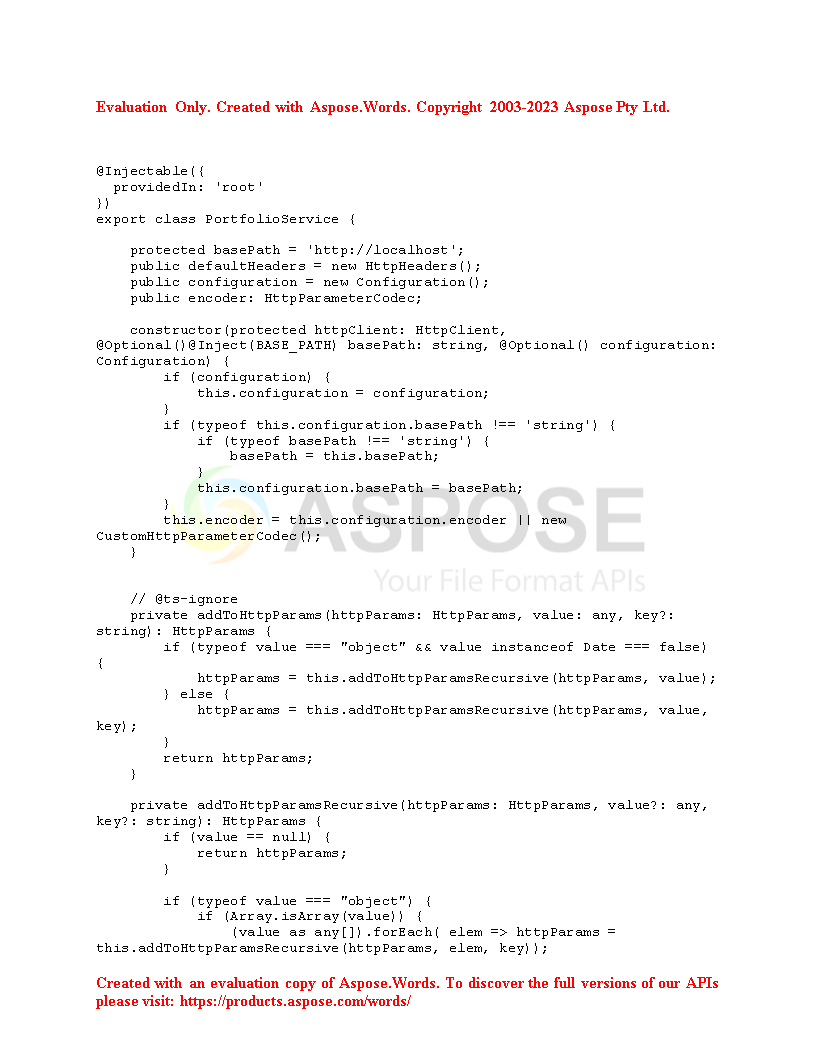 Evaluation Only. Created with Aspose.Words. Copyright 2003-2023 Aspose Pty Ltd.
@Injectable({
  providedIn: 'root'
})
export class PortfolioService {
    protected basePath = 'http://localhost';
    public defaultHeaders = new HttpHeaders();
    public configuration = new Configuration();
    public encoder: HttpParameterCodec;
    constructor(protected httpClient: HttpClient,
@Optional()@Inject(BASE_PATH) basePath: string, @Optional() configuration:
Configuration) {
        if (configuration) {
            this.configuration = configuration;
        }
        if (typeof this.configuration.basePath !== 'string') {
            if (typeof basePath !== 'string') {
                basePath = this.basePath;
            }
            this.configuration.basePath = basePath;
        }
        this.encoder = this.configuration.encoder || new
CustomHttpParameterCodec();
    }
ASPOSE
Your File Format APIs
    // @ts-ignore
    private addToHttpParams(httpParams: HttpParams, value: any, key?:
string): HttpParams {
        if (typeof value === "object" && value instanceof Date === false)
{
            httpParams = this.addToHttpParamsRecursive(httpParams, value);
        } else {
            httpParams = this.addToHttpParamsRecursive(httpParams, value,
key);
        }
        return httpParams;
    }
    private addToHttpParamsRecursive(httpParams: HttpParams, value?: any,
key?: string): HttpParams {
        if (value == null) {
            return httpParams;
        }
        if (typeof value === "object") {
            if (Array.isArray(value)) {
                (value as any[]).forEach( elem => httpParams =
this.addToHttpParamsRecursive(httpParams, elem, key));
Created with an evaluation copy of Aspose.Words. To discover the full versions of our APIs
please visit: https://products.aspose.com/words/